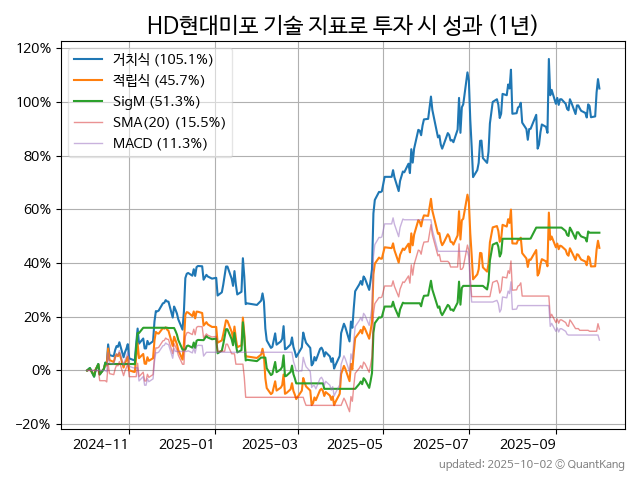 HD현대미포 기술 지표로 투자 시 성과 (1년)
거치식 (105.1%)
적립식 (45.7%)
SigM (51.3%)
SMA(20) (15.5%)
MACD (11.3%)
120%
100%
80%
60%
40%
20%
0%
−20%
2024-11
2025-01
2025-03
2025-05
2025-07
2025-09
updated: 2025-10-02 © QuantKang